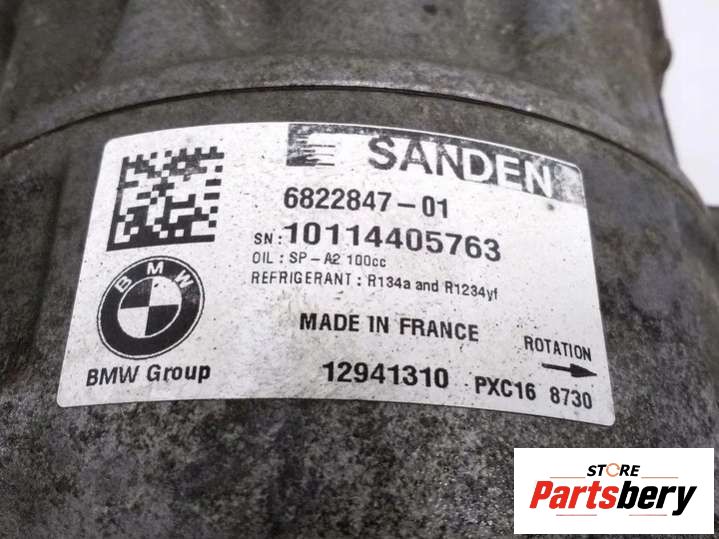 SANDEN
6822847-01
SN: 10114405763
OIL : SP-A2 100cc
REFRIGERANT : R134a and R1234yf
BMW
BMW Group
MADE IN FRANCE
ROTATION
12941310 PXC16 8730
STORE
Partsbery